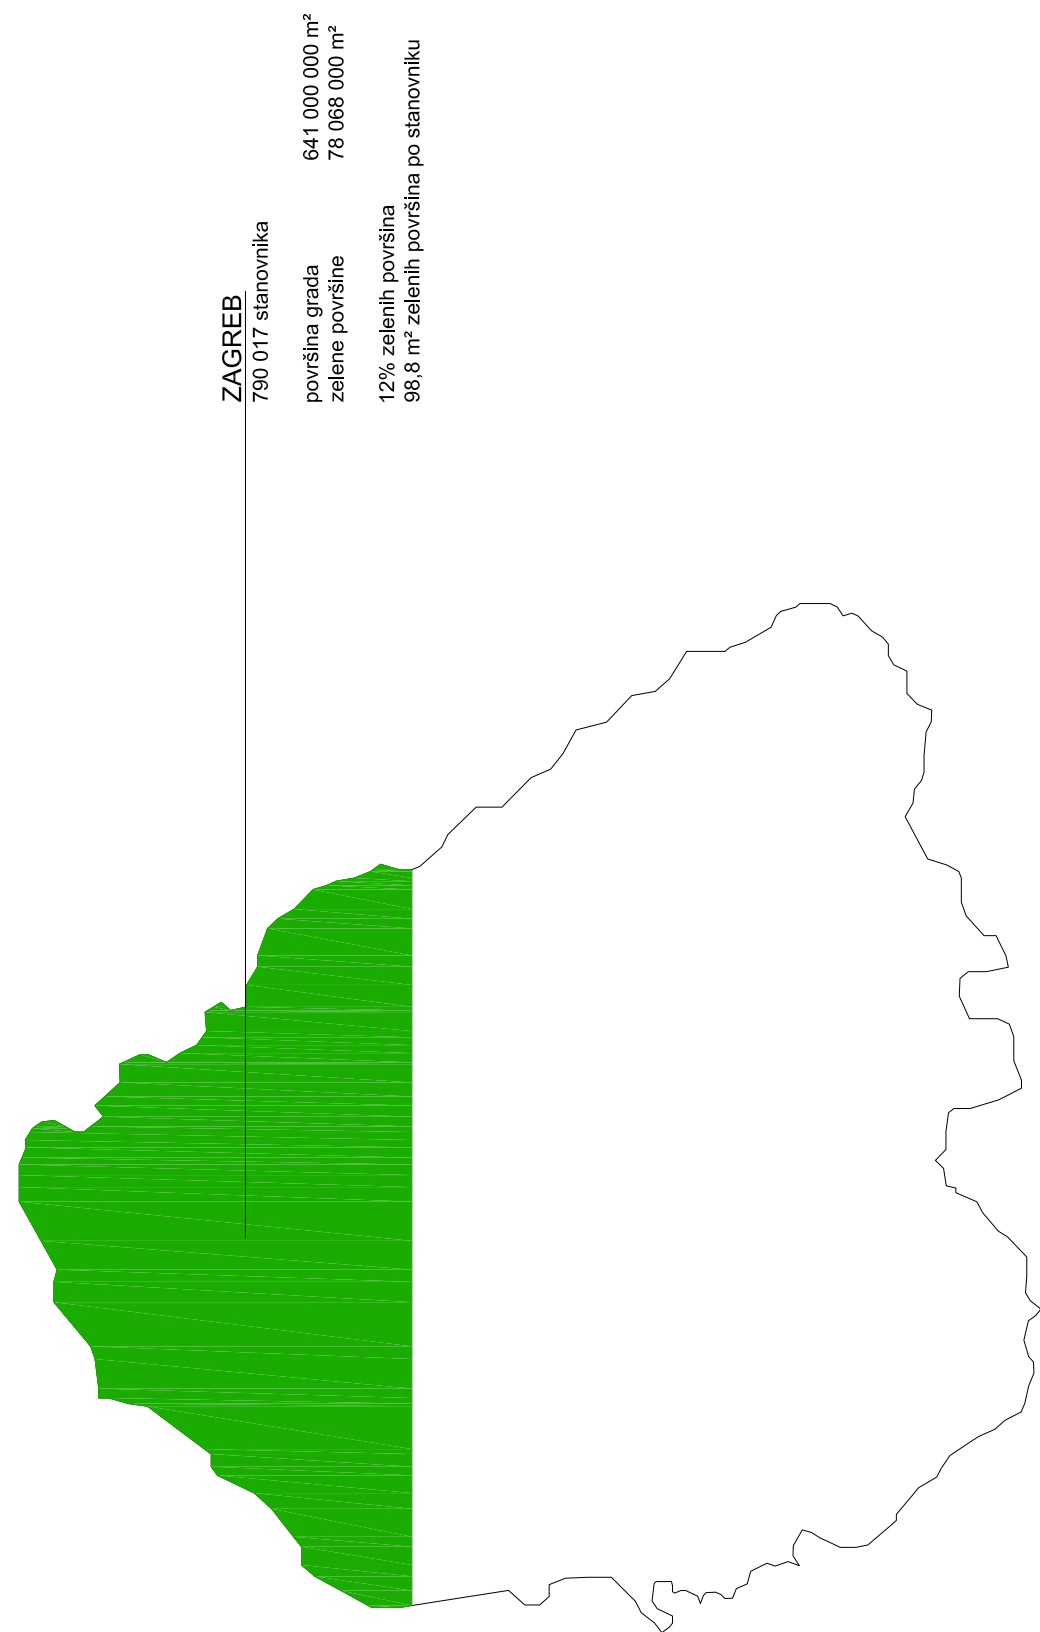 ZAGREB
790 017 stanovnika
površina grada 641 000 000 m²
zelene površine 78 068 000 m²
12% zelenih površina
98,8 m² zelenih površina po stanovniku